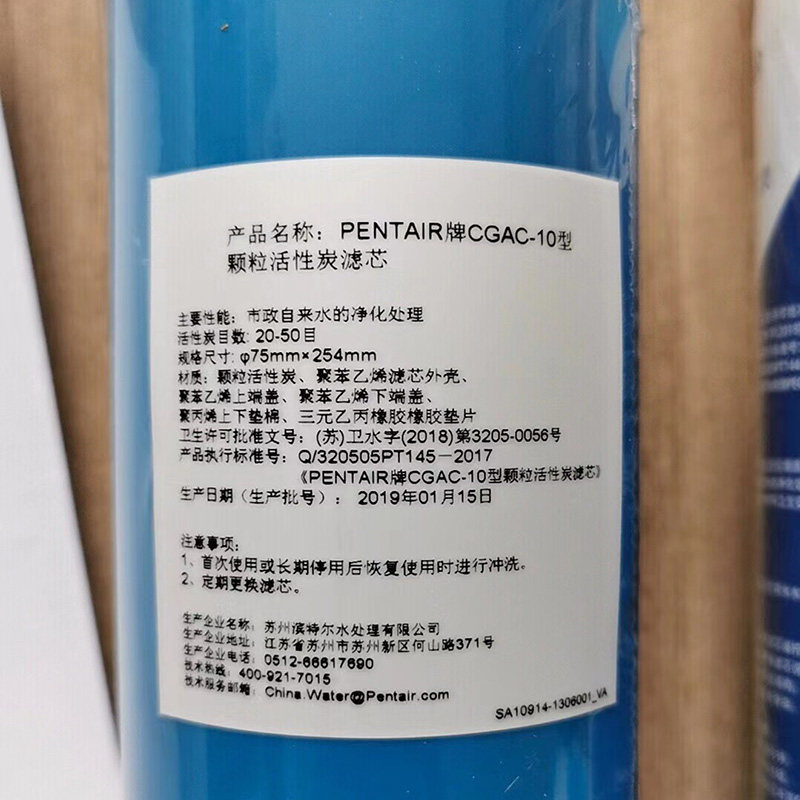 产品名称：PENTAIR牌CGAC-10型
颗粒活性炭滤芯
主要性能：市政自来水的净化处理
活性炭目数: 20-50目
规格尺寸: φ75mm×254mm
材质：颗粒活性炭、聚苯乙烯滤芯外壳、
聚苯乙烯上端盖、聚苯乙烯下端盖、
聚丙烯上下垫棉、三元乙丙橡胶橡胶垫片
卫生许可批准文号：(苏)卫水字(2018)第3205-0056号
产品执行标准号：Q/320505PT145－2017
《PENTAIR牌CGAC-10型颗粒活性炭滤芯》
生产日期（生产批号）：2019年01月15日
注意事项：
1、首次使用或长期停用后恢复使用时进行冲洗。
2、定期更换滤芯。
生产企业名称：苏州滨特尔水处理有限公司
生产企业地址：江苏省苏州市苏州新区何山路371号
生产企业电话：0512-66617690
技术热线：400-921-7015
技术服务邮箱：China.Water@Pentair.com
SA10914-1306001_VA